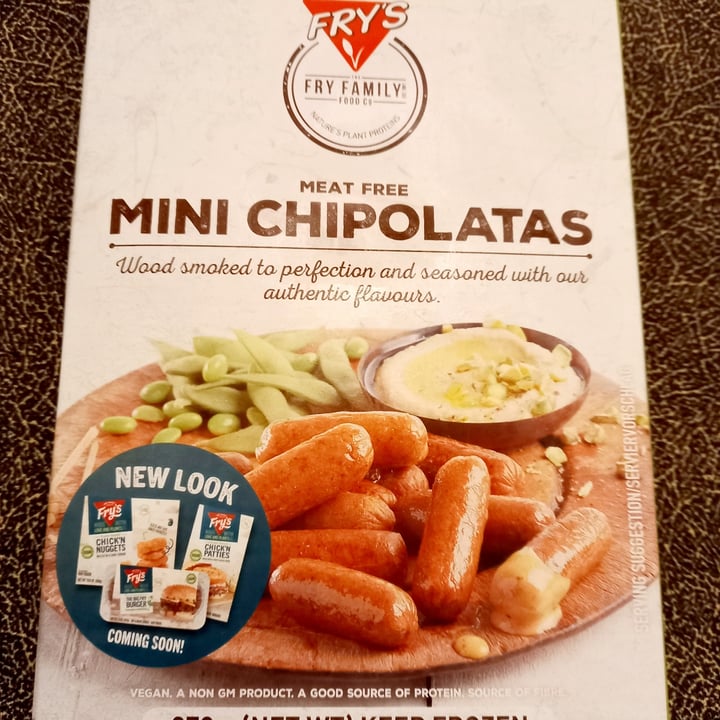 FRY'S
THE
FRY FAMILY
FOOD CO
NATURE'S PLANT PROTEINS
MEAT FREE
MINI CHIPOLATAS
Wood smoked to perfection and seasoned with our
authentic flavours.
SERVING SUGGESTION/SERVIERVORSCHLAG
NEW LOOK
Fry's
CHICK'N
NUGGETS
Fry's
CHICK'N
PATTIES
Fry's
BURGER
COMING SOON!
VEGAN. A NON GM PRODUCT. A GOOD SOURCE OF PROTEIN. SOURCE OF FIBRE.
(NET WT) KEEP FROZEN